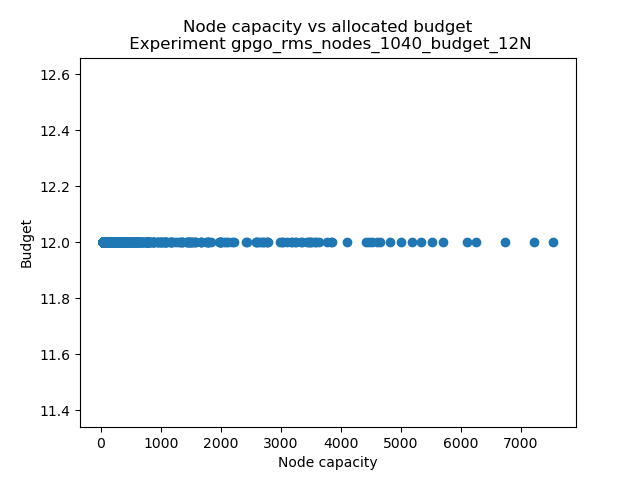 Node capacity vs allocated budget
Experiment gpgo_rms_nodes_1040_budget_12N
12.6
12.4
12.2
12.0
11.8
11.6
11.4
Budget
0 1000 2000 3000 4000 5000 6000 7000
Node capacity